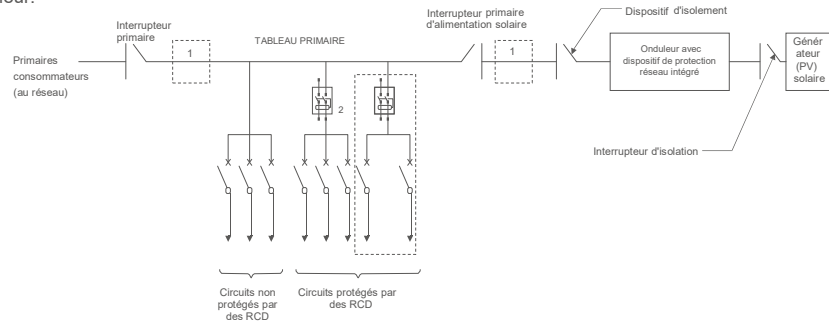 Interrupteur
primaire
1
Primaires
consommateurs
(au réseau)
TABLEAU PRIMAIRE
Interrupteur primaire
d'alimentation solaire
1
Dispositif d'isolement
Onduleur avec
dispositif de protection
réseau intégré
Génér
ateur
(PV)
solaire
2
Interrupteur d'isolation
Circuits non
protégés par
des RCD
Circuits protégés par
des RCD